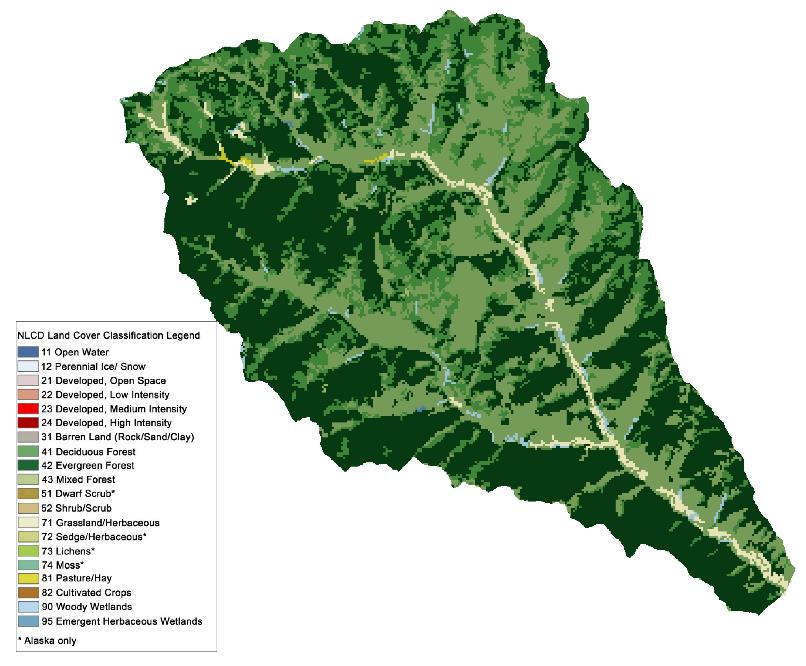 NLCD Land Cover Classification Legend
11 Open Water
12 Perennial Ice/ Snow
21 Developed, Open Space
22 Developed, Low Intensity
23 Developed, Medium Intensity
24 Developed, High Intensity
31 Barren Land (Rock/Sand/Clay)
41 Deciduous Forest
42 Evergreen Forest
43 Mixed Forest
51 Dwarf Scrub*
52 Shrub/Scrub
71 Grassland/Herbaceous
72 Sedge/Herbaceous*
73 Lichens*
74 Moss*
81 Pasture/Hay
82 Cultivated Crops
90 Woody Wetlands
95 Emergent Herbaceous Wetlands
* Alaska only